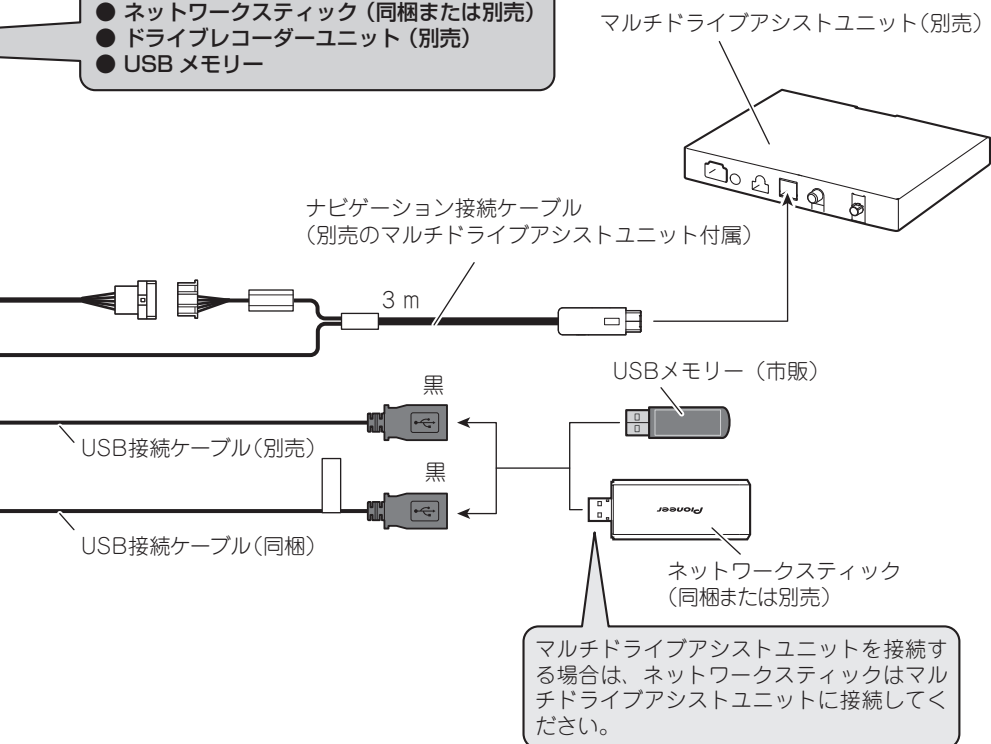 ● ネットワークスティック（同梱または別売）
● ドライブレコーダーユニット（別売）
● USB メモリー
マルチドライブアシストユニット（別売）
ナビゲーション接続ケーブル
（別売のマルチドライブアシストユニット付属）
3 m
黒
USBメモリー（市販）
USB接続ケーブル（別売）
黒
USB接続ケーブル（同梱）
Pioneer
ネットワークスティック
（同梱または別売）
マルチドライブアシストユニットを接続す
る場合は、ネットワークスティックはマル
チドライブアシストユニットに接続してく
ださい。